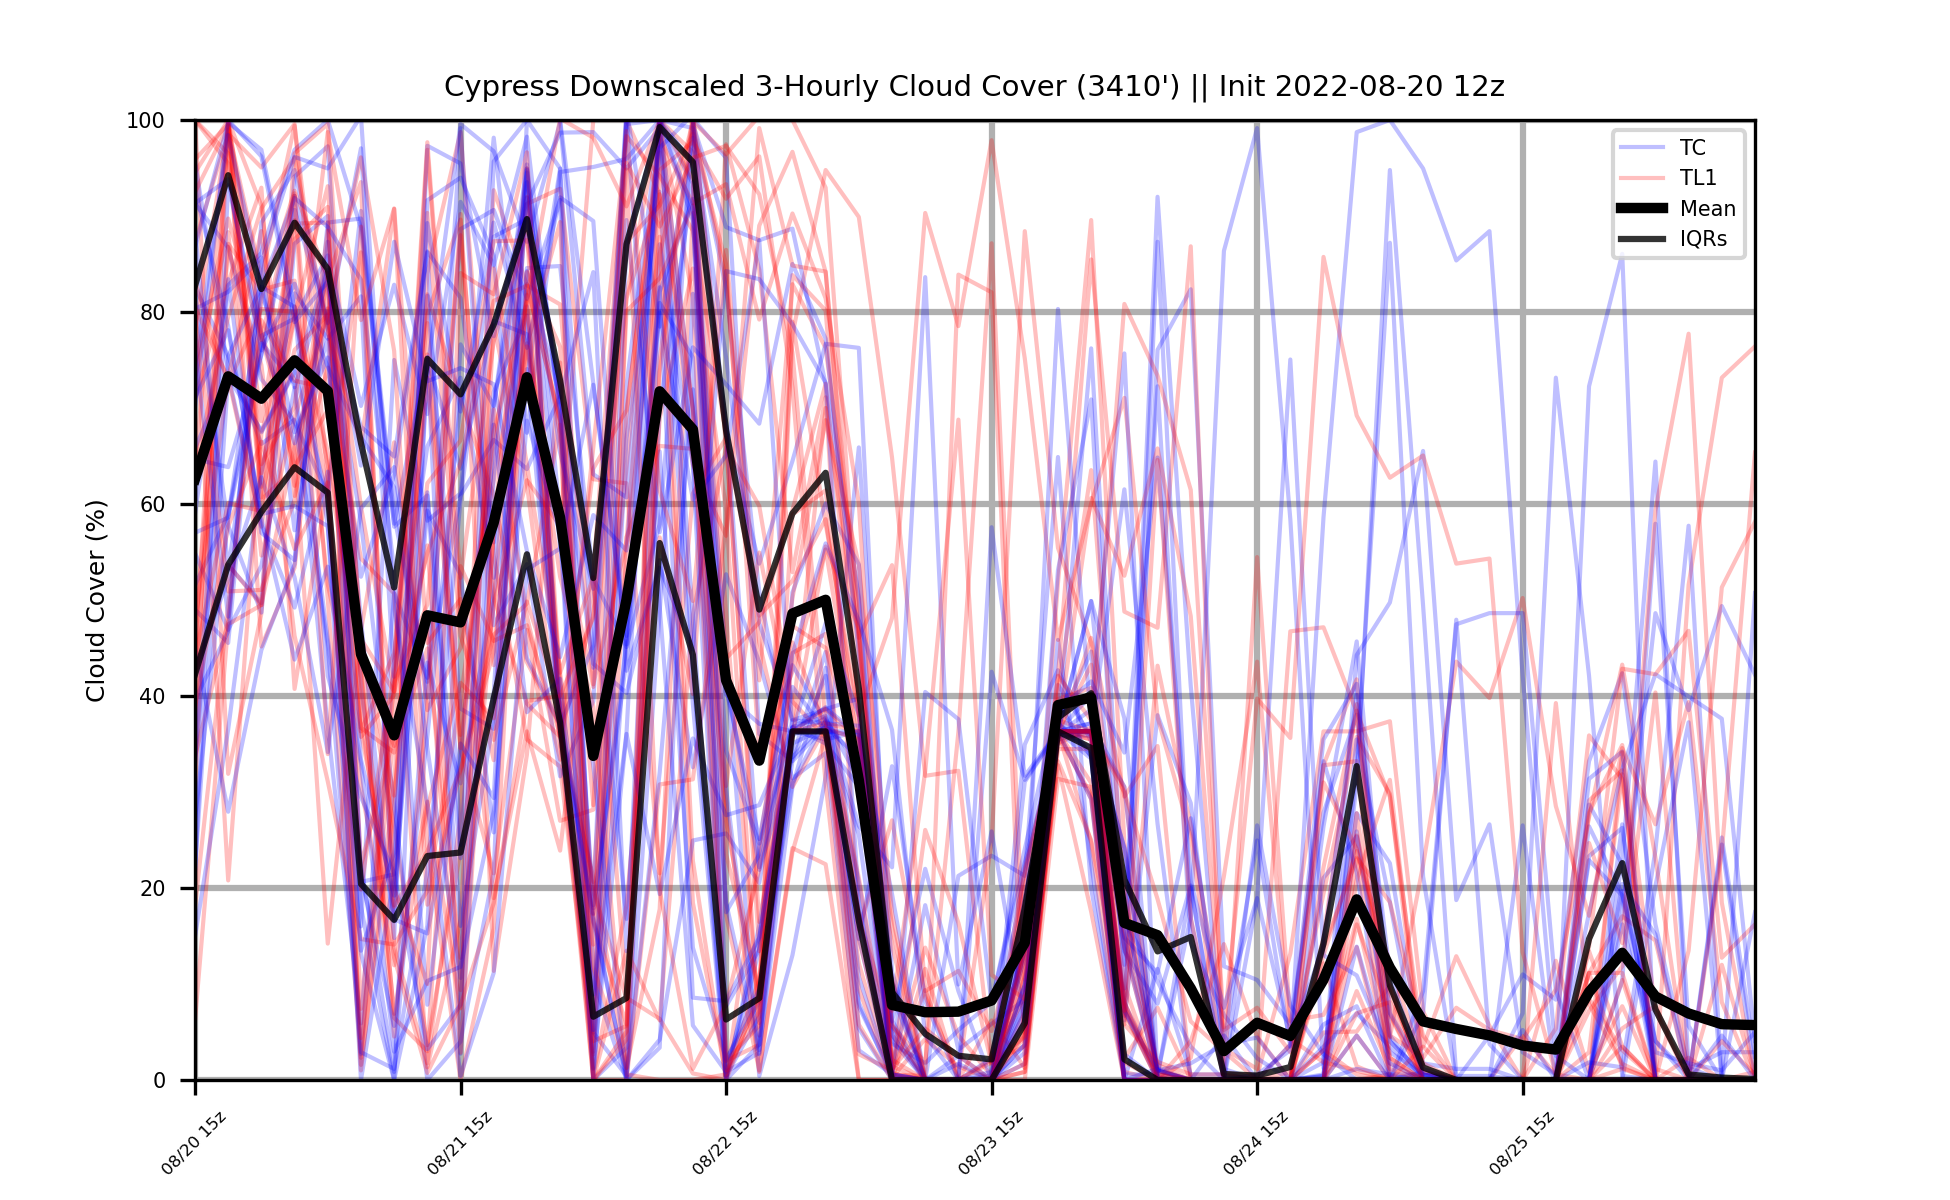 Cypress Downscaled 3-Hourly Cloud Cover (3410') || Init 2022-08-20 12z
100
80
60
40
20
0
Cloud Cover (%)
TC
TL1
Mean
IQRs
08/20 15z
08/21 15z
08/22 15z
08/23 15z
08/24 15z
08/25 15z